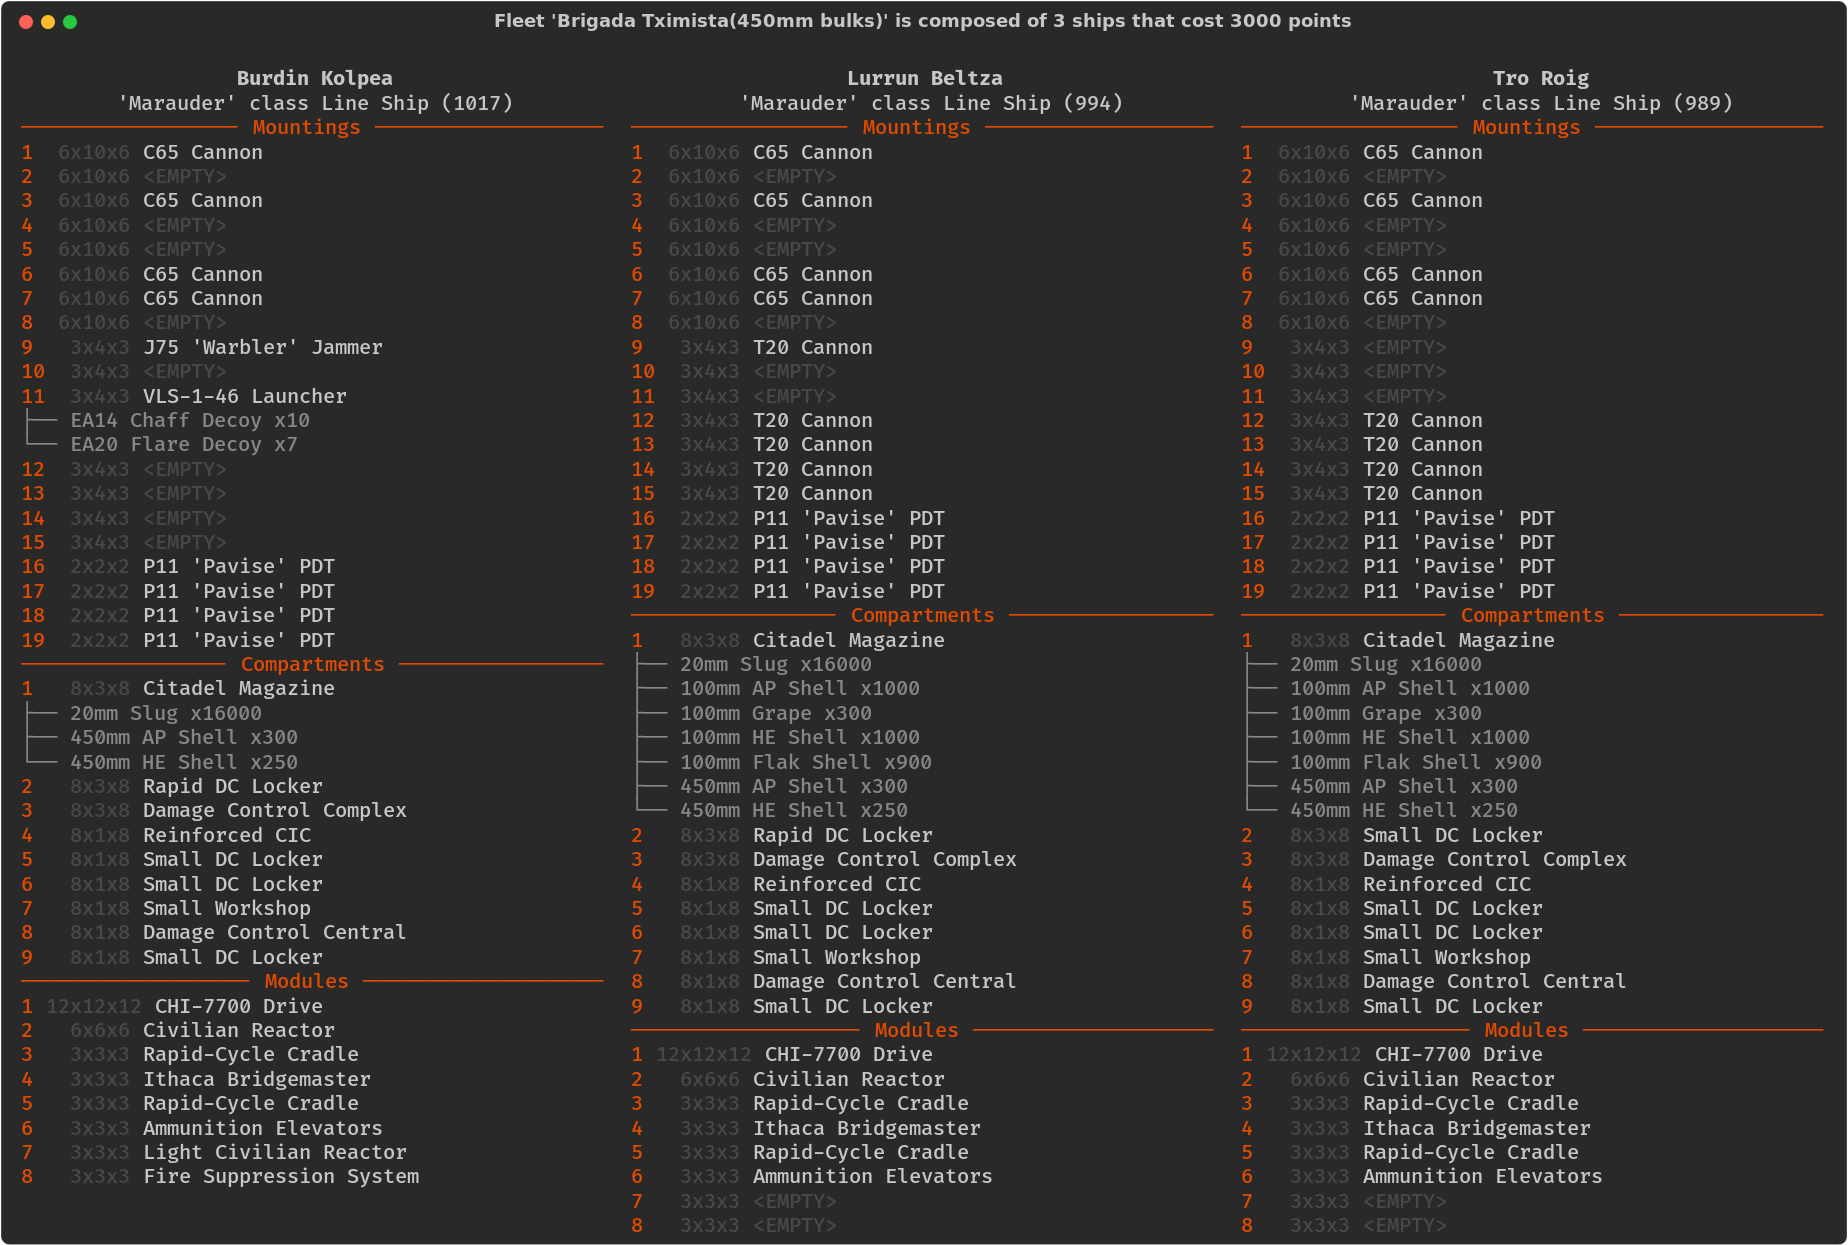 Fleet 'Brigada Tximista(450mm bulks)' is composed of 3 ships that cost 3000 points
Burdin Kolpea
'Marauder' class Line Ship (1017)
Mountings
1 6x10x6 C65 Cannon
2 6x10x6 <EMPTY>
3 6x10x6 C65 Cannon
4 6x10x6 <EMPTY>
5 6x10x6 <EMPTY>
6 6x10x6 C65 Cannon
7 6x10x6 C65 Cannon
8 6x10x6 <EMPTY>
9 3x4x3 J75 'Warbler' Jammer
10 3x4x3 <EMPTY>
11 3x4x3 VLS-1-46 Launcher
├── EA14 Chaff Decoy x10
└── EA20 Flare Decoy x7
12 3x4x3 <EMPTY>
13 3x4x3 <EMPTY>
14 3x4x3 <EMPTY>
15 3x4x3 <EMPTY>
16 2x2x2 P11 'Pavise' PDT
17 2x2x2 P11 'Pavise' PDT
18 2x2x2 P11 'Pavise' PDT
19 2x2x2 P11 'Pavise' PDT
Compartments
1 8x3x8 Citadel Magazine
├── 20mm Slug x16000
├── 450mm AP Shell x300
└── 450mm HE Shell x250
2 8x3x8 Rapid DC Locker
3 8x3x8 Damage Control Complex
4 8x1x8 Reinforced CIC
5 8x1x8 Small DC Locker
6 8x1x8 Small DC Locker
7 8x1x8 Small Workshop
8 8x1x8 Damage Control Central
9 8x1x8 Small DC Locker
Modules
1 12x12x12 CHI-7700 Drive
2 6x6x6 Civilian Reactor
3 3x3x3 Rapid-Cycle Cradle
4 3x3x3 Ithaca Bridgemaster
5 3x3x3 Rapid-Cycle Cradle
6 3x3x3 Ammunition Elevators
7 3x3x3 Light Civilian Reactor
8 3x3x3 Fire Suppression System
Lurrun Beltza
'Marauder' class Line Ship (994)
Mountings
1 6x10x6 C65 Cannon
2 6x10x6 <EMPTY>
3 6x10x6 C65 Cannon
4 6x10x6 <EMPTY>
5 6x10x6 <EMPTY>
6 6x10x6 C65 Cannon
7 6x10x6 C65 Cannon
8 6x10x6 <EMPTY>
9 3x4x3 T20 Cannon
10 3x4x3 <EMPTY>
11 3x4x3 <EMPTY>
12 3x4x3 T20 Cannon
13 3x4x3 T20 Cannon
14 3x4x3 T20 Cannon
15 3x4x3 T20 Cannon
16 2x2x2 P11 'Pavise' PDT
17 2x2x2 P11 'Pavise' PDT
18 2x2x2 P11 'Pavise' PDT
19 2x2x2 P11 'Pavise' PDT
Compartments
1 8x3x8 Citadel Magazine
├── 20mm Slug x16000
├── 100mm AP Shell x1000
├── 100mm Grape x300
├── 100mm HE Shell x1000
├── 100mm Flak Shell x900
├── 450mm AP Shell x300
└── 450mm HE Shell x250
2 8x3x8 Rapid DC Locker
3 8x3x8 Damage Control Complex
4 8x1x8 Reinforced CIC
5 8x1x8 Small DC Locker
6 8x1x8 Small DC Locker
7 8x1x8 Small Workshop
8 8x1x8 Damage Control Central
9 8x1x8 Small DC Locker
Modules
1 12x12x12 CHI-7700 Drive
2 6x6x6 Civilian Reactor
3 3x3x3 Rapid-Cycle Cradle
4 3x3x3 Ithaca Bridgemaster
5 3x3x3 Rapid-Cycle Cradle
6 3x3x3 Ammunition Elevators
7 3x3x3 <EMPTY>
8 3x3x3 <EMPTY>
Tro Roig
'Marauder' class Line Ship (989)
Mountings
1 6x10x6 C65 Cannon
2 6x10x6 <EMPTY>
3 6x10x6 C65 Cannon
4 6x10x6 <EMPTY>
5 6x10x6 <EMPTY>
6 6x10x6 C65 Cannon
7 6x10x6 C65 Cannon
8 6x10x6 <EMPTY>
9 3x4x3 <EMPTY>
10 3x4x3 <EMPTY>
11 3x4x3 <EMPTY>
12 3x4x3 T20 Cannon
13 3x4x3 T20 Cannon
14 3x4x3 T20 Cannon
15 3x4x3 T20 Cannon
16 2x2x2 P11 'Pavise' PDT
17 2x2x2 P11 'Pavise' PDT
18 2x2x2 P11 'Pavise' PDT
19 2x2x2 P11 'Pavise' PDT
Compartments
1 8x3x8 Citadel Magazine
├── 20mm Slug x16000
├── 100mm AP Shell x1000
├── 100mm Grape x300
├── 100mm HE Shell x1000
├── 100mm Flak Shell x900
├── 450mm AP Shell x300
└── 450mm HE Shell x250
2 8x3x8 Small DC Locker
3 8x3x8 Damage Control Complex
4 8x1x8 Reinforced CIC
5 8x1x8 Small DC Locker
6 8x1x8 Small DC Locker
7 8x1x8 Small Workshop
8 8x1x8 Damage Control Central
9 8x1x8 Small DC Locker
Modules
1 12x12x12 CHI-7700 Drive
2 6x6x6 Civilian Reactor
3 3x3x3 Rapid-Cycle Cradle
4 3x3x3 Ithaca Bridgemaster
5 3x3x3 Rapid-Cycle Cradle
6 3x3x3 Ammunition Elevators
7 3x3x3 <EMPTY>
8 3x3x3 <EMPTY>